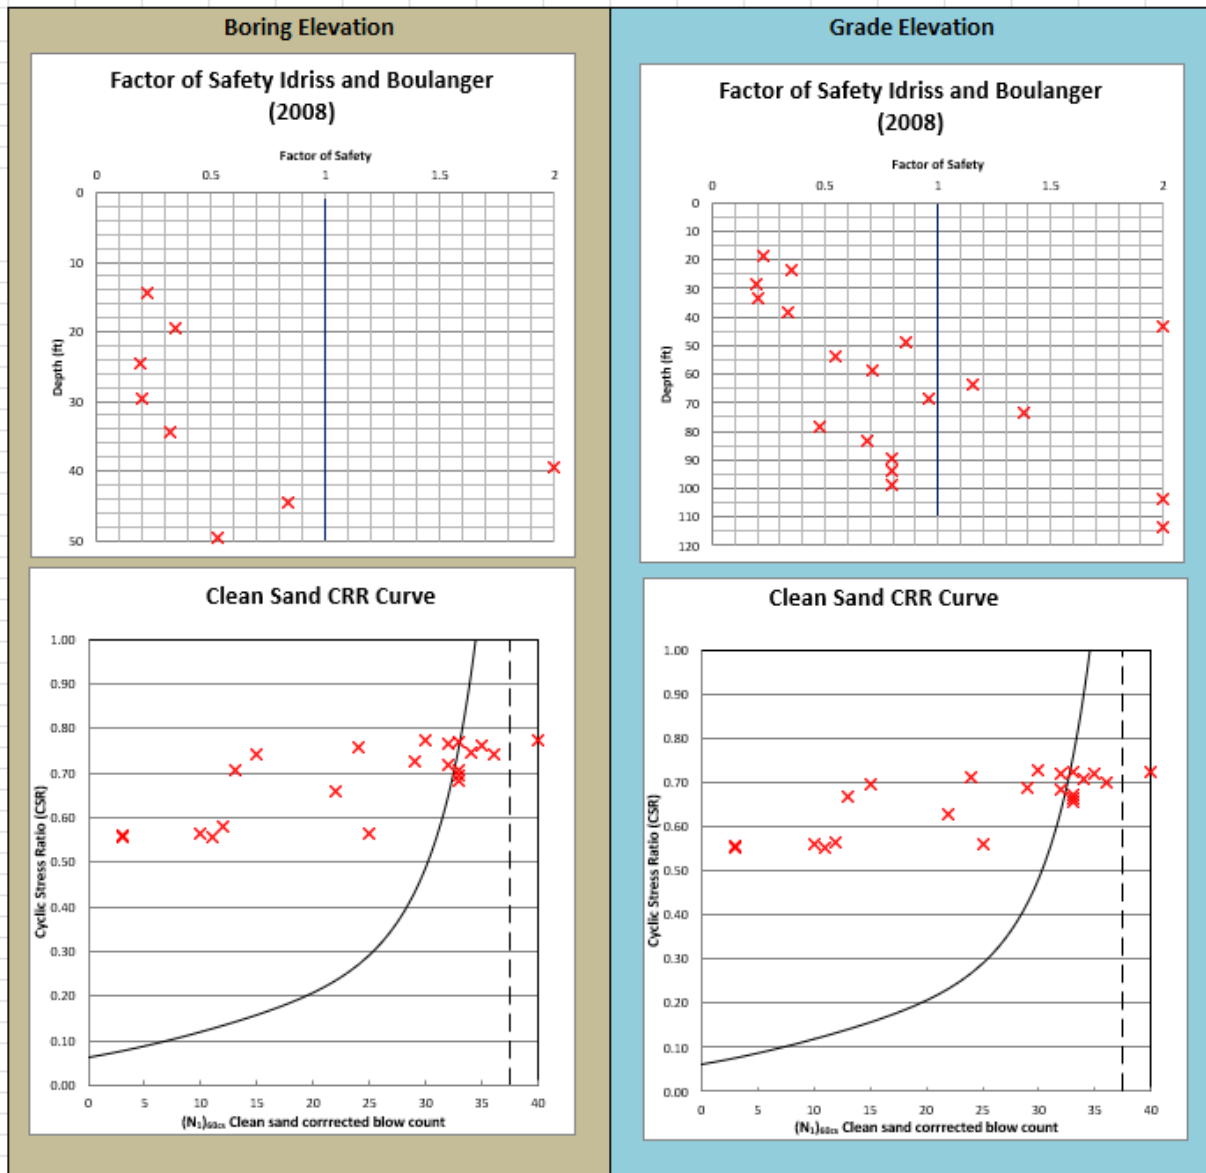 Boring Elevation
Factor of Safety Idriss and Boulanger
(2008)
Factor of Safety
0 0.5 1 1.5 2
0
10
20
30
40
50
Depth (ft)
Clean Sand CRR Curve
1.00
0.90
0.80
0.70
0.60
0.50
0.40
0.30
0.20
0.10
0.00
Cyclic Stress Ratio (CSR)
0 5 10 15 20 25 30 35 40
(N₁)₆₀cs Clean sand corrrected blow count
Grade Elevation
Factor of Safety Idriss and Boulanger
(2008)
Factor of Safety
0 0.5 1 1.5 2
0
10
20
30
40
50
60
70
80
90
100
110
120
Depth (ft)
Clean Sand CRR Curve
1.00
0.90
0.80
0.70
0.60
0.50
0.40
0.30
0.20
0.10
0.00
Cyclic Stress Ratio (CSR)
0 5 10 15 20 25 30 35 40
(N₁)₆₀cs Clean sand corrrected blow count